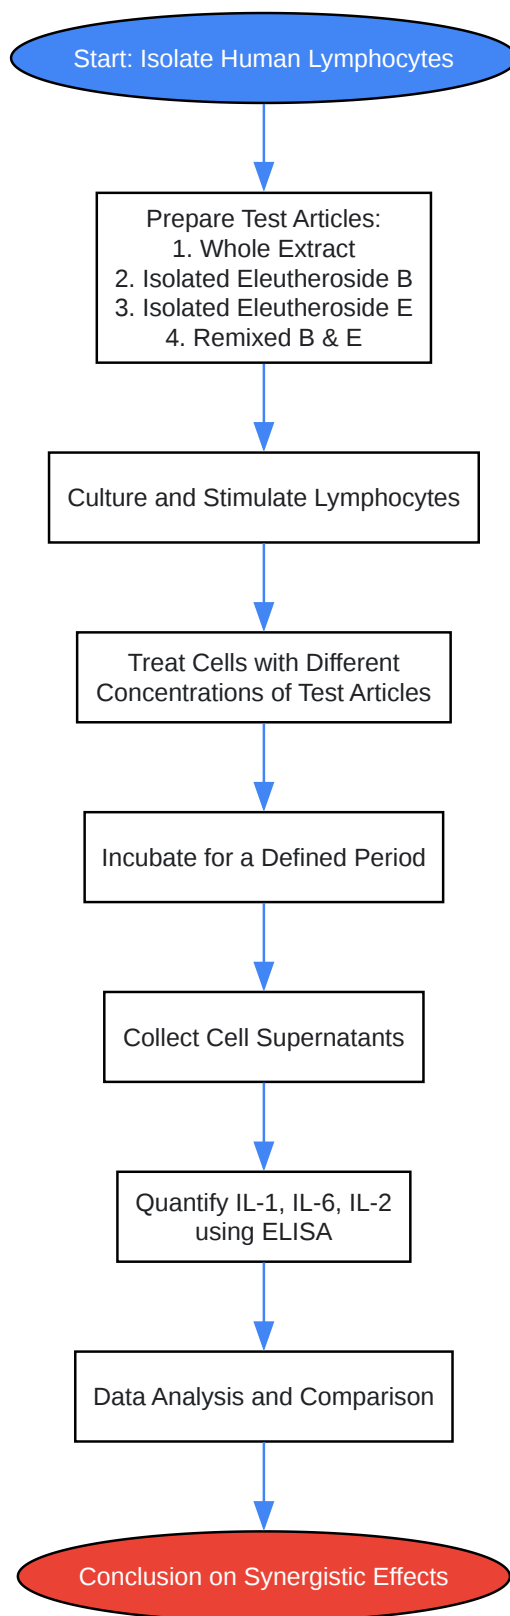 Start: Isolate Human Lymphocytes
Prepare Test Articles:
1. Whole Extract
2. Isolated Eleutheroside B
3. Isolated Eleutheroside E
4. Remixed B & E
Culture and Stimulate Lymphocytes
Treat Cells with Different
Concentrations of Test Articles
Incubate for a Defined Period
Collect Cell Supernatants
Quantify IL-1, IL-6, IL-2
using ELISA
Data Analysis and Comparison
Conclusion on Synergistic Effects